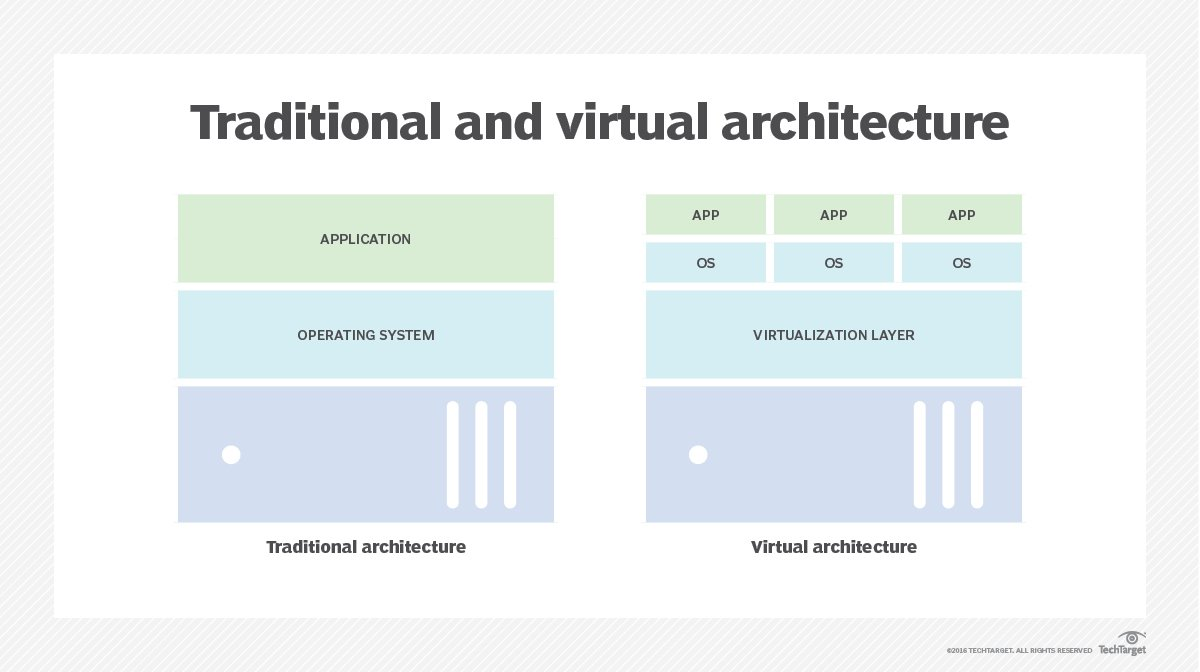 Traditional and virtual architecture
APPLICATION
OPERATING SYSTEM
Traditional architecture
APP APP APP
OS OS OS
VIRTUALIZATION LAYER
Virtual architecture
©2016 TECHTARGET. ALL RIGHTS RESERVED TechTarget